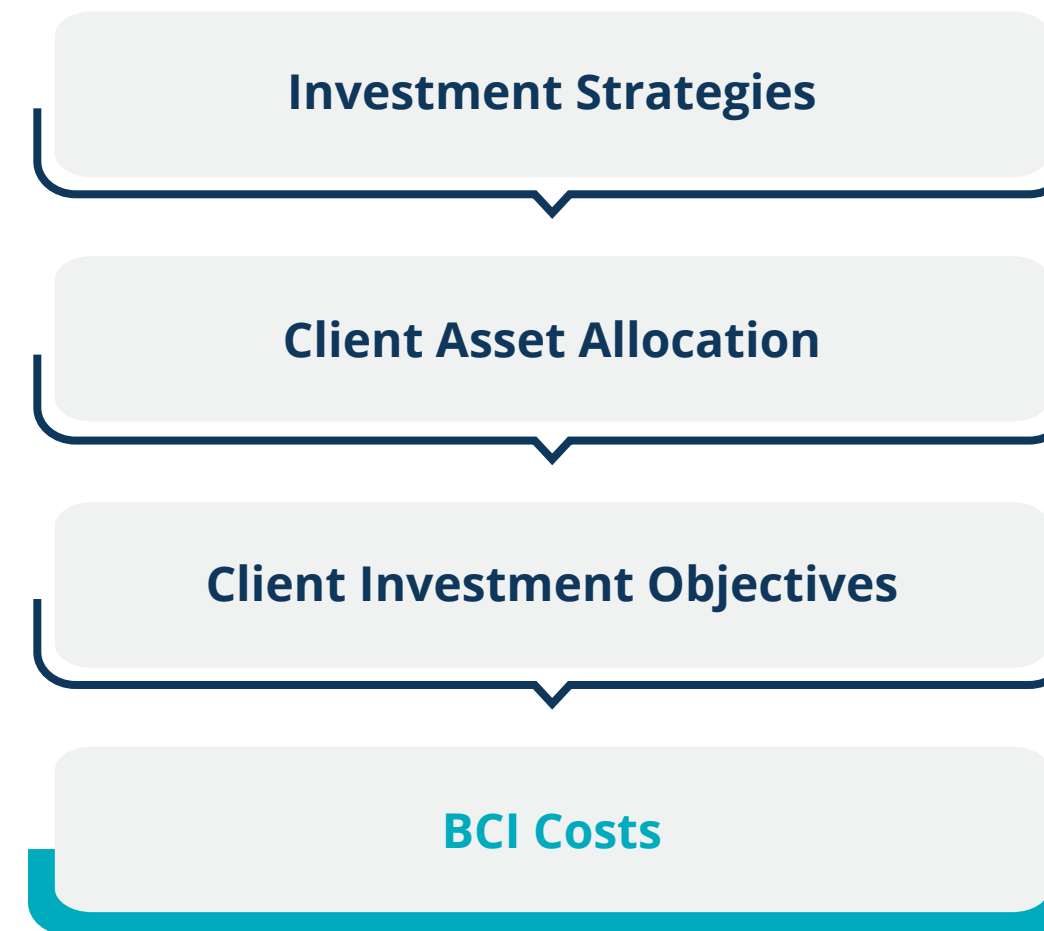 Investment Strategies
Client Asset Allocation
Client Investment Objectives
BCI Costs